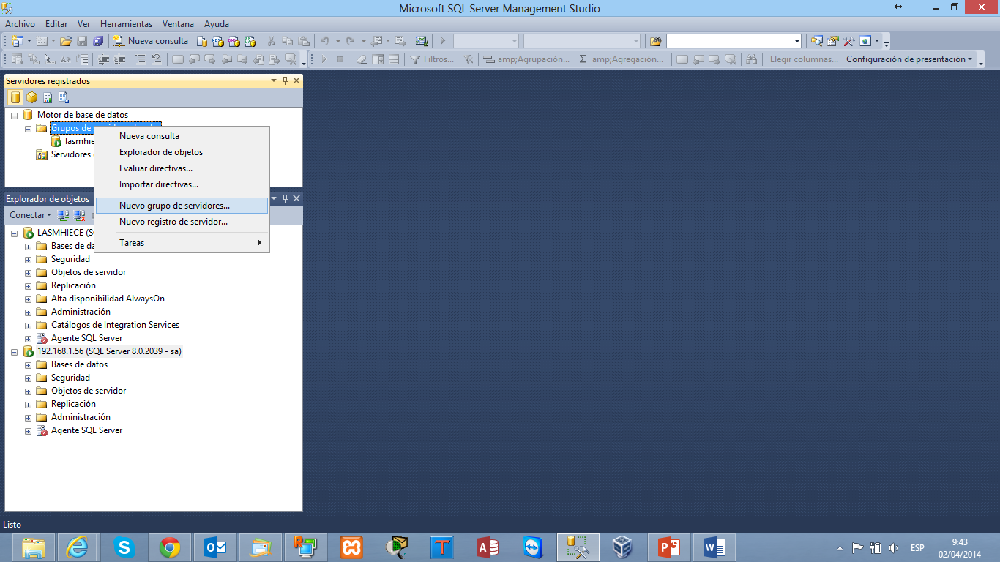 Microsoft SQL Server Management Studio
Archivo Editar Ver Herramientas Ventana Ayuda
Nueva consulta
Filtros... amp;Agrupación... amp;Agregación... Elegir columnas... Configuración de presentación
Servidores registrados
Motor de base de datos
Grupos de
lasmhie
Servidores
Nueva consulta
Explorador de objetos
Evaluar directivas...
Importar directivas...
Nuevo grupo de servidores...
Nuevo registro de servidor...
Tareas
Explorador de objetos
Conectar
LASMHIECE (SQ
Bases de da
Seguridad
Objetos de servidor
Replicación
Alta disponibilidad AlwaysOn
Administración
Catálogos de Integration Services
Agente SQL Server
192.168.1.56 (SQL Server 8.0.2039 - sa)
Bases de datos
Seguridad
Objetos de servidor
Replicación
Administración
Agente SQL Server
Listo
ESP
9:43
02/04/2014